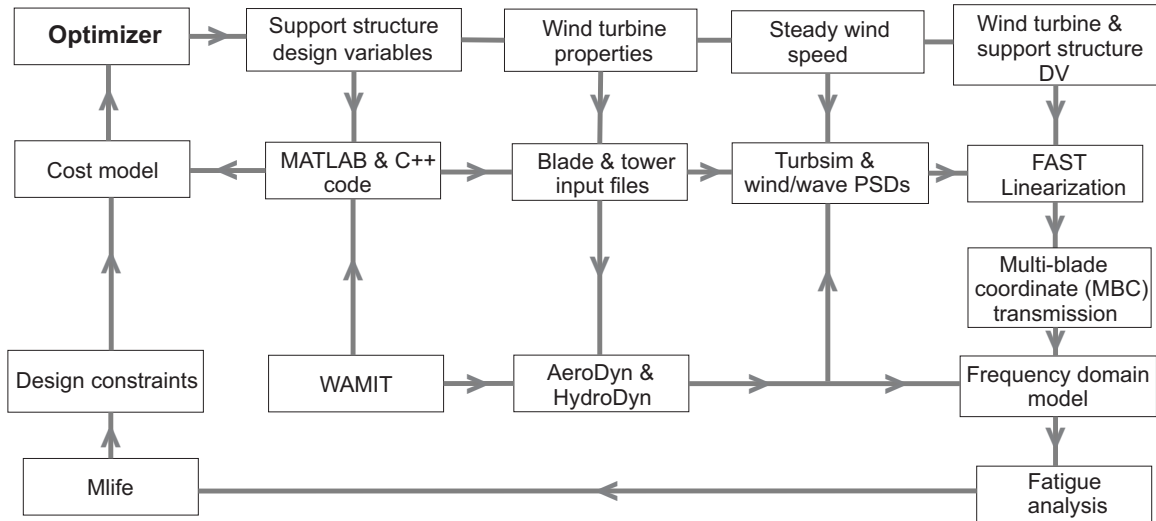 Optimizer
Support structure
design variables
Wind turbine
properties
Steady wind
speed
Wind turbine &
support structure
DV
Cost model
MATLAB & C++
code
Blade & tower
input files
Turbsim &
wind/wave PSDs
FAST
Linearization
Multi-blade
coordinate (MBC)
transmission
Design constraints
WAMIT
AeroDyn &
HydroDyn
Frequency domain
model
Mlife
Fatigue
analysis